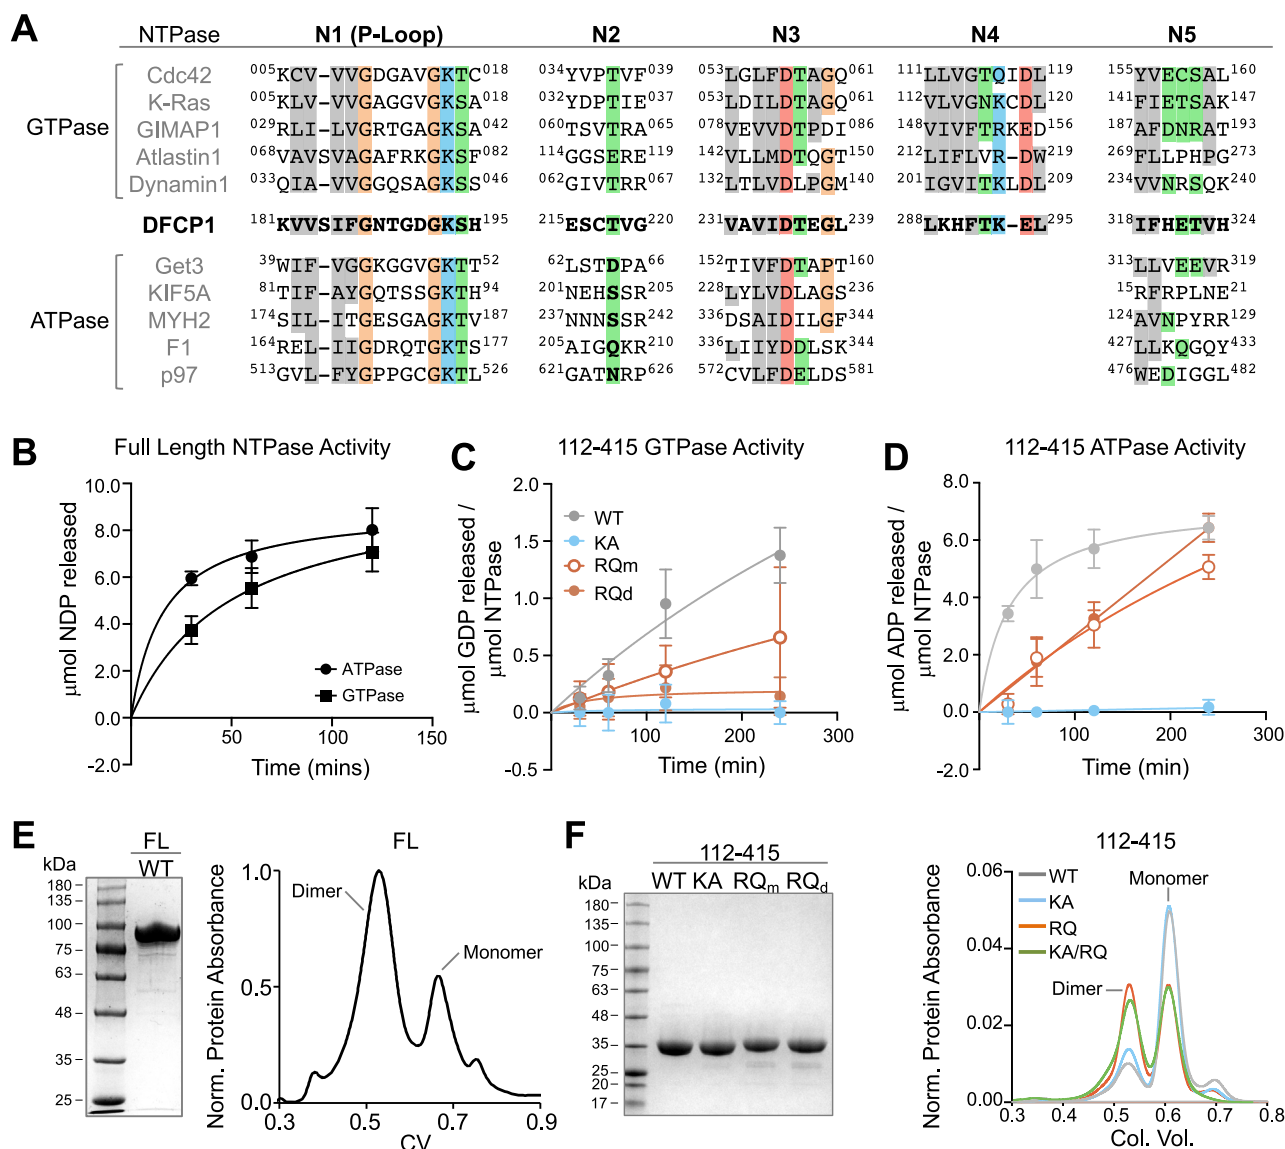 A NTPase N1 (P-Loop) N2 N3 N4 N5
GTPase
Cdc42 005KCV-VVGDGAVGKTC018 034YVPTVF039 053LGLFDTAGQ061 111LLVGTQIDL119 155YVECSAL160
K-Ras 005KLV-VVGAGGVGKSA018 032YDPTIE037 053LDILDTAGQ061 112VLVGNKCDL120 141FIETSAK147
GIMAP1 029RLI-LVGRTGAGKSA042 060TSVTRA065 078VEVVDTPDI086 148VIVFTRKED156 187AFDNRAT193
Atlastin1 068VAVSVAGAFRKGKSF082 114GGSERE119 142VLLMDTQGT150 212IFLVR-DW219 269FLLPHPG273
Dynamin1 033QIA-VVGGQSAGKSS046 062GIVTRR067 132LTLVDLPGM140 201IGVITKLDL209 234VVNRSQK240
DFCP1 181KVVSIFGNTGDGKSH195 215ESCTVG220 231VAVIDTEGL239 288LKHFTK-EL295 318IFHETVH324
ATPase
Get3 39WIF-VGGKGGVGKTT52 62LSTDPA66 152TIVFDTAPT160 313LLVEEVR319
KIF5A 81TIF-AYGQTSSGKTH94 201NEHSSR205 228LYLVDLAGS236 15RFRPLNE21
MYH2 174SIL-ITGESGAGKTV187 237NNNSSR242 336DSAIDILGF344 124AVNPYRR129
F1 164REL-IIGDRQTGKTS177 205AIGQKR210 336LIIYDDLSK344 427LLKQGQY433
p97 513GVL-FYGPPGCGKTL526 621GATNRP626 572CVLFDELDS581 476WEDIGGL482
B Full Length NTPase Activity
μmol NDP released
10.0
8.0
6.0
4.0
2.0
0.0
-2.0
50 100 150
Time (mins)
ATPase
GTPase
C 112-415 GTPase Activity
μmol GDP released /
μmol NTPase
2.0
1.5
1.0
0.5
0.0
-0.5
100 200 300
Time (min)
WT
KA
RQm
RQd
D 112-415 ATPase Activity
μmol ADP released /
μmol NTPase
8.0
6.0
4.0
2.0
0.0
-2.0
100 200 300
Time (min)
E FL
kDa WT
180
135
100
75
63
48
35
25
FL
Norm. Protein Absorbance
1.0
0.5
0.0
0.3 0.5 0.7 0.9
CV
Dimer
Monomer
F 112-415
kDa WT KA RQm RQd
180
135
100
75
63
48
35
25
20
17
112-415
Norm. Protein Absorbance
0.06
0.04
0.02
0.00
0.3 0.4 0.5 0.6 0.7 0.8
Col. Vol.
WT
KA
RQ
KA/RQ
Monomer
Dimer